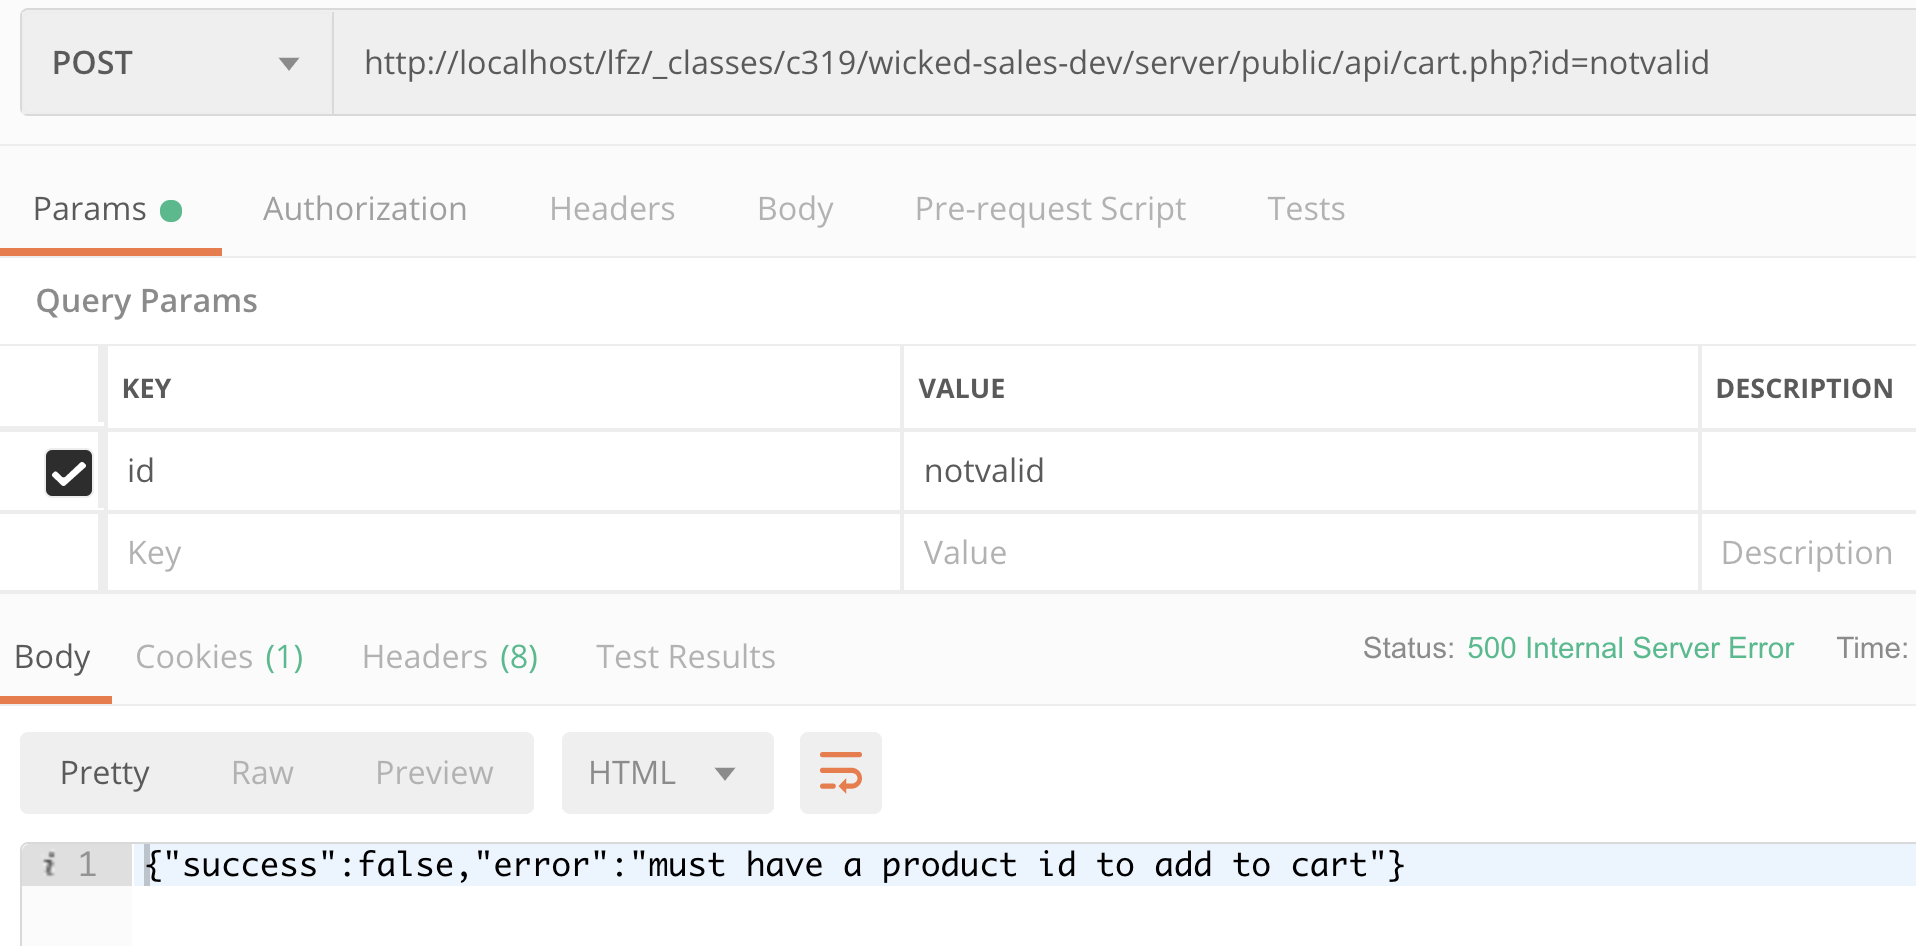 POST http://localhost/lfz/_classes/c319/wicked-sales-dev/server/public/api/cart.php?id=notvalid
Params Authorization Headers Body Pre-request Script Tests
Query Params
KEY VALUE DESCRIPTION
id notvalid
Key Value Description
Body Cookies (1) Headers (8) Test Results Status: 500 Internal Server Error Time:
Pretty Raw Preview HTML
i 1 {"success":false,"error":"must have a product id to add to cart"}